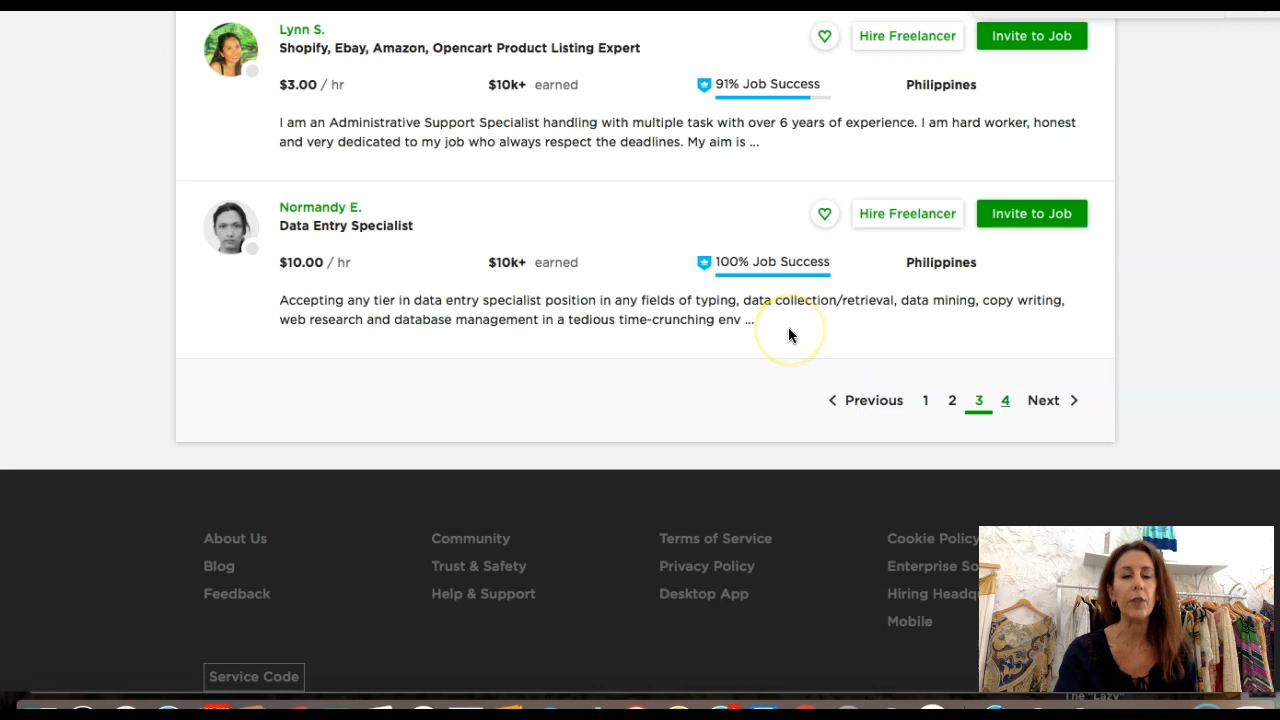 Lynn S.
Shopify, Ebay, Amazon, Opencart Product Listing Expert
Hire Freelancer
Invite to Job
$3.00 / hr
$10k+ earned
91% Job Success
Philippines
I am an Administrative Support Specialist handling with multiple task with over 6 years of experience. I am hard worker, honest
and very dedicated to my job who always respect the deadlines. My aim is ...
Normandy E.
Data Entry Specialist
Hire Freelancer
Invite to Job
$10.00 / hr
$10k+ earned
100% Job Success
Philippines
Accepting any tier in data entry specialist position in any fields of typing, data collection/retrieval, data mining, copy writing,
web research and database management in a tedious time-crunching env ...
Previous 1 2 3 4 Next
About Us
Community
Terms of Service
Cookie Policy
Blog
Trust & Safety
Privacy Policy
Enterprise So
Feedback
Help & Support
Desktop App
Hiring Headq
Mobile
Service Code
The "Lazy"